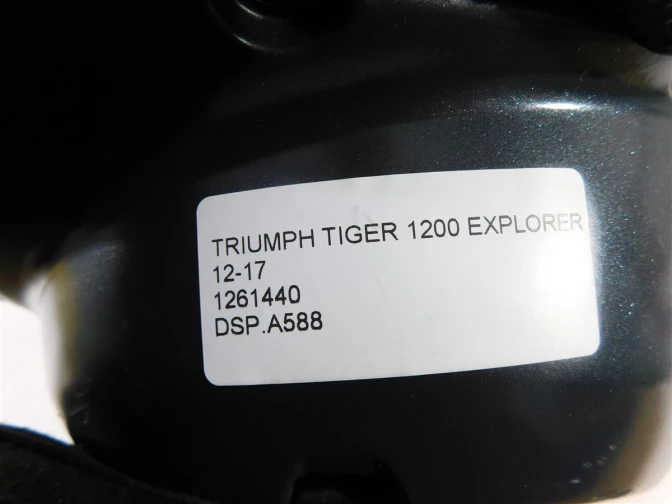 TRIUMPH TIGER 1200 EXPLORER
12-17
1261440
DSP.A588